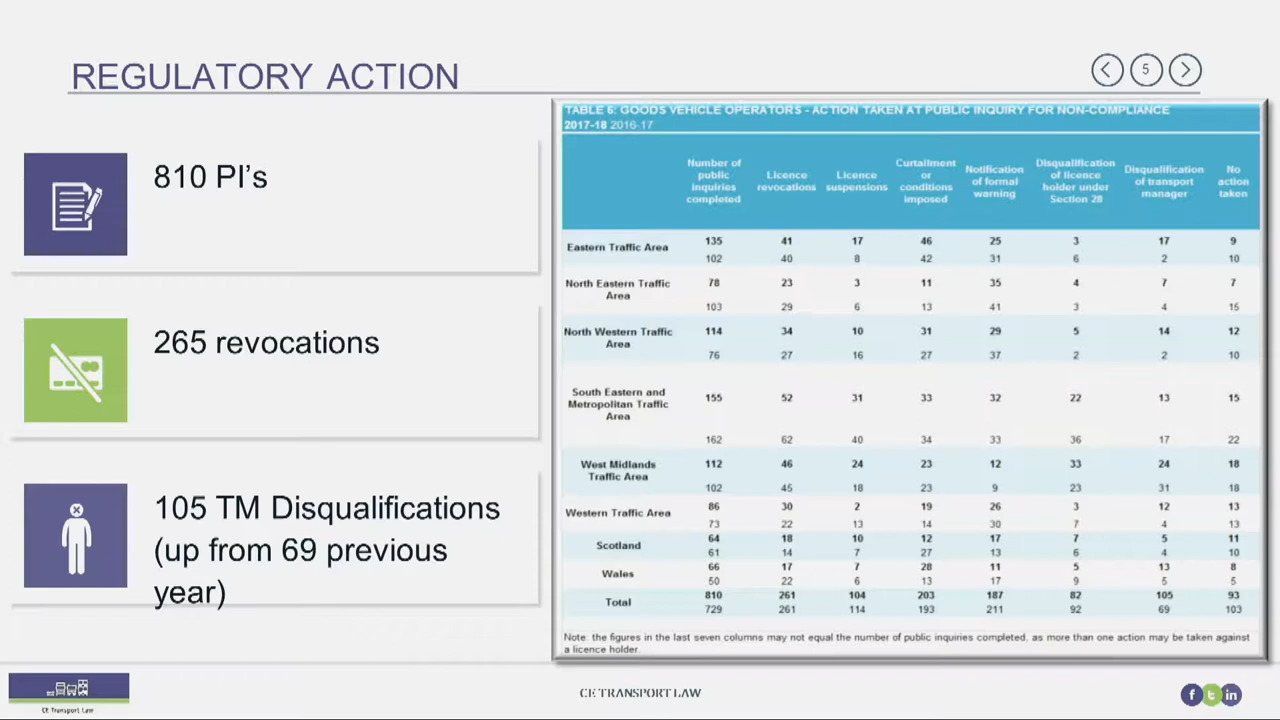 REGULATORY ACTION
5
810 PI's
265 revocations
105 TM Disqualifications
(up from 69 previous
year)
TABLE 6: GOODS VEHICLE OPERATORS - ACTION TAKEN AT PUBLIC INQUIRY FOR NON-COMPLIANCE
2017-18 2016-17
Number of public inquiries completed Licence revocations Licence suspensions Curtailment or conditions imposed Notification of formal warning Disqualification of licence holder under Section 28 Disqualification of transport manager No action taken
Eastern Traffic Area 135 41 17 46 25 3 17 9
102 40 8 42 31 6 2 10
North Eastern Traffic Area 78 23 3 11 35 4 7 7
103 29 6 13 41 3 4 15
North Western Traffic Area 114 34 10 31 29 5 14 12
76 27 16 27 37 2 2 10
South Eastern and Metropolitan Traffic Area 155 52 31 33 32 22 13 15
162 62 40 34 33 36 17 22
West Midlands Traffic Area 112 46 24 23 12 33 24 18
102 45 18 23 9 23 31 18
Western Traffic Area 86 30 2 19 26 3 12 13
73 22 13 14 30 7 4 13
Scotland 64 18 10 12 17 7 5 11
61 14 7 27 13 6 4 10
Wales 66 17 7 28 11 5 13 8
50 22 6 13 17 9 5 5
Total 810 261 104 203 187 82 105 93
729 261 114 193 211 92 69 103
Note: the figures in the last seven columns may not equal the number of public inquiries completed, as more than one action may be taken against
a licence holder.
CE Transport Law
CE TRANSPORT LAW
f t in